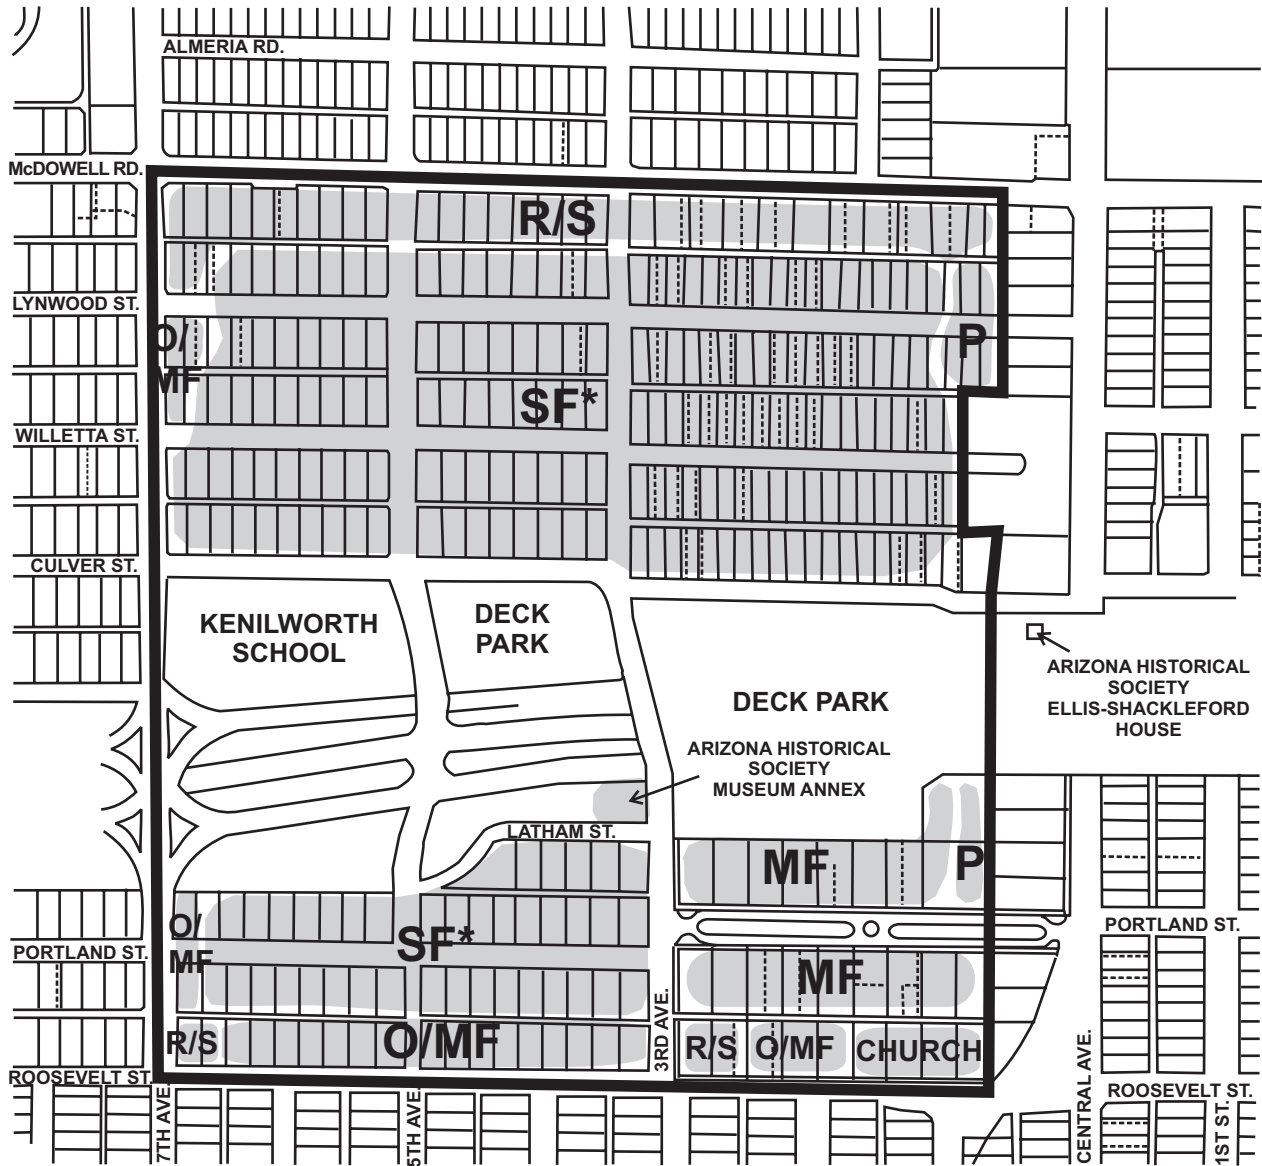 ALMERIA RD.
McDOWELL RD.
R/S
LYNWOOD ST.
O/
MF
P
SF*
WILLETTA ST.
CULVER ST.
KENILWORTH
SCHOOL
DECK
PARK
ARIZONA HISTORICAL
SOCIETY
ELLIS-SHACKLEFORD
HOUSE
DECK PARK
ARIZONA HISTORICAL
SOCIETY
MUSEUM ANNEX
LATHAM ST.
MF
P
O/
MF
SF*
PORTLAND ST.
PORTLAND ST.
MF
R/S
O/MF
3RD AVE.
R/S
O/MF
CHURCH
CENTRAL AVE.
ROOSEVELT ST.
ROOSEVELT ST.
7TH AVE.
5TH AVE.
1ST ST.